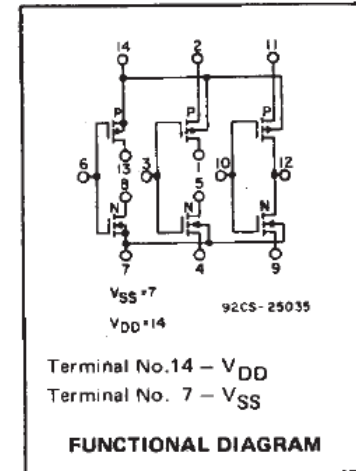 14 2 11
P P P
6 13 3 1 10 12
8 5
N N N
7 4 9
VSS=7 92CS-25035
VDD=14
Terminal No.14 – VDD
Terminal No. 7 – VSS
FUNCTIONAL DIAGRAM